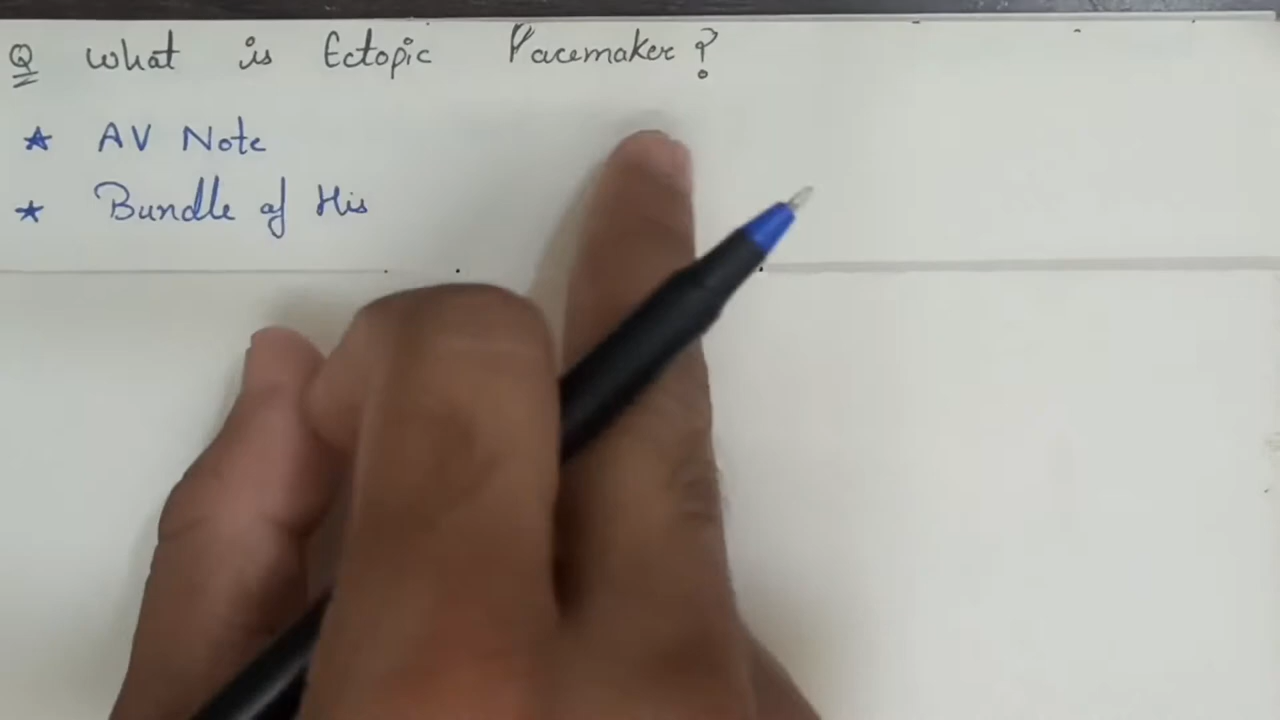 Q What is Ectopic Pacemaker?
★ AV Note
★ Bundle of His